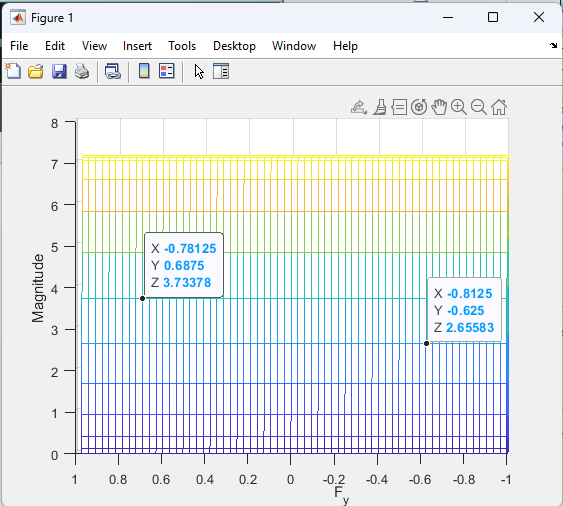 Figure 1
File Edit View Insert Tools Desktop Window Help
8
7
6
5
4
3
2
1
0
Magnitude
X -0.78125
Y 0.6875
Z 3.73378
X -0.8125
Y -0.625
Z 2.65583
1 0.8 0.6 0.4 0.2 0 -0.2 -0.4 -0.6 -0.8 -1
Fy